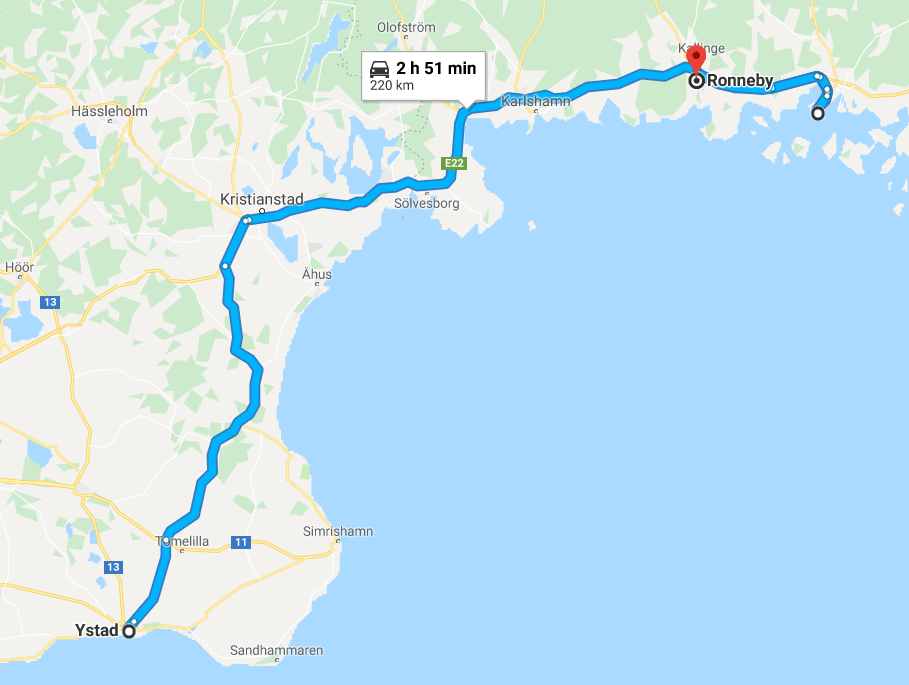 Olofström
2 h 51 min
220 km
Kallinge
Ronneby
Karlshamn
Hässleholm
E22
Kristianstad
Sölvesborg
Höör
Åhus
13
Simrishamn
Tomelilla
11
13
Ystad
Sandhammaren